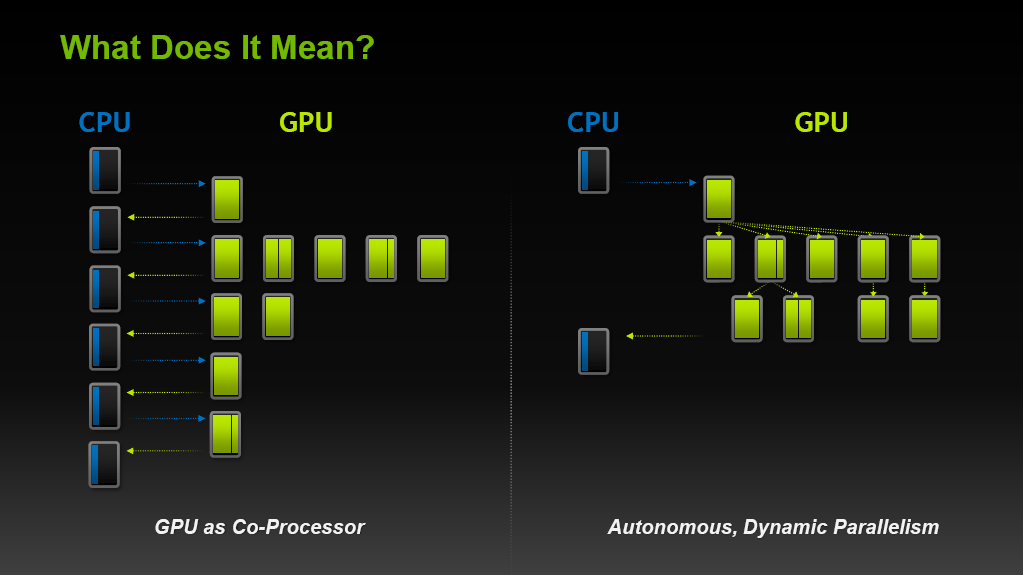 What Does It Mean?
CPU GPU
CPU GPU
GPU as Co-Processor
Autonomous, Dynamic Parallelism